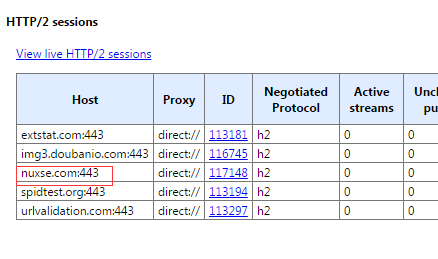 HTTP/2 sessions
View live HTTP/2 sessions
Host Proxy ID Negotiated Protocol Active streams Uncl pu
extstat.com:443 direct:// 113181 h2 0 0
img3.doubanio.com:443 direct:// 116745 h2 0 0
nuxse.com:443 direct:// 117148 h2 0 0
spidtest.org:443 direct:// 113194 h2 0 0
urlvalidation.com:443 direct:// 113297 h2 0 0